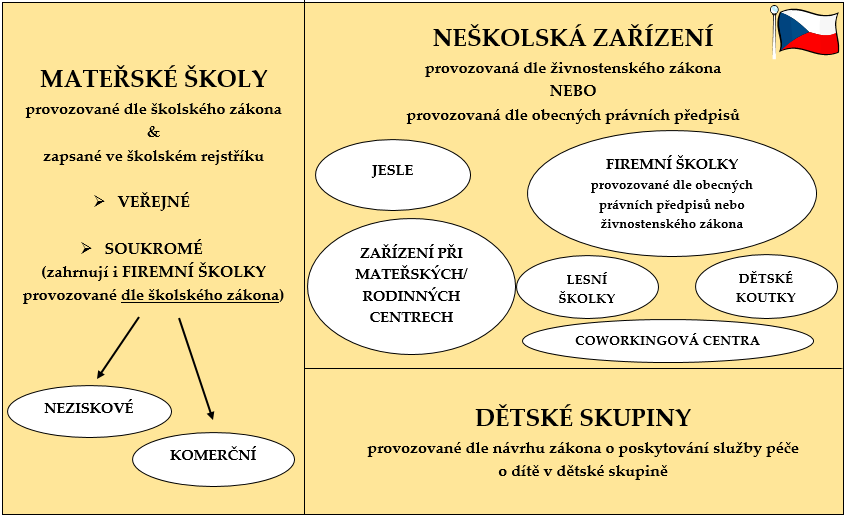 MATEŘSKÉ ŠKOLY
provozované dle školského zákona
&
zapsané ve školském rejstříku
➢ VEŘEJNÉ
➢ SOUKROMÉ
(zahrnují i FIREMNÍ ŠKOLKY
provozované dle školského zákona)
NEZISKOVÉ
KOMERČNÍ
NEŠKOLSKÁ ZAŘÍZENÍ
provozovaná dle živnostenského zákona
NEBO
provozovaná dle obecných právních předpisů
JESLE
FIREMNÍ ŠKOLKY
provozované dle obecných
právních předpisů nebo
živnostenského zákona
ZAŘÍZENÍ PŘI
MATEŘSKÝCH/
RODINNÝCH
CENTRECH
LESNÍ
ŠKOLKY
DĚTSKÉ
KOUTKY
COWORKINGOVÁ CENTRA
DĚTSKÉ SKUPINY
provozované dle návrhu zákona o poskytování služby péče
o dítě v dětské skupině